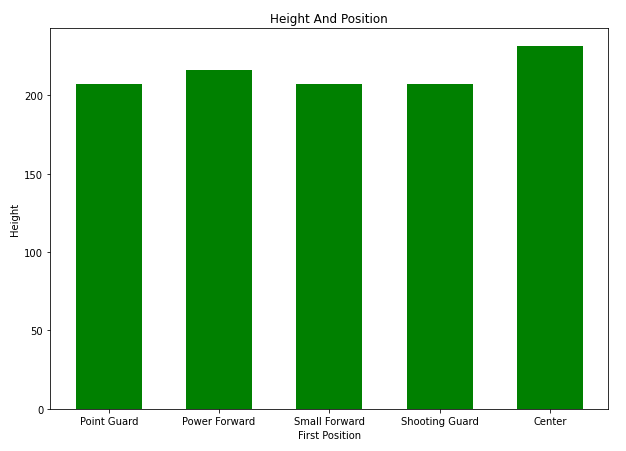 Height And Position
Height
200
150
100
50
0
Point Guard Power Forward Small Forward Shooting Guard Center
First Position